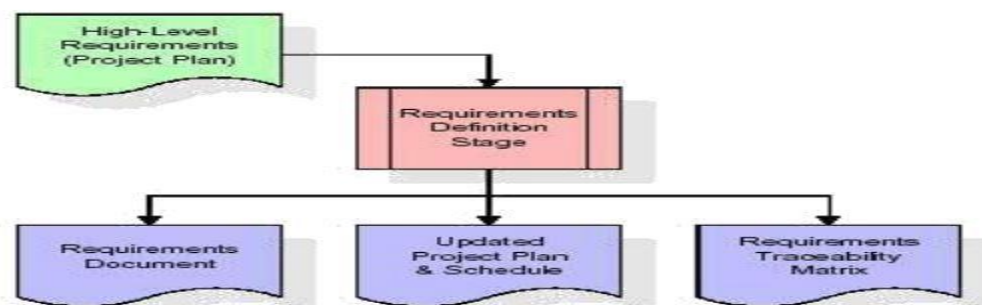 High-Level
Requirements
(Project Plan)
Requirements
Definition
Stage
Requirements
Document
Updated
Project Plan
& Schedule
Requirements
Traceability
Matrix